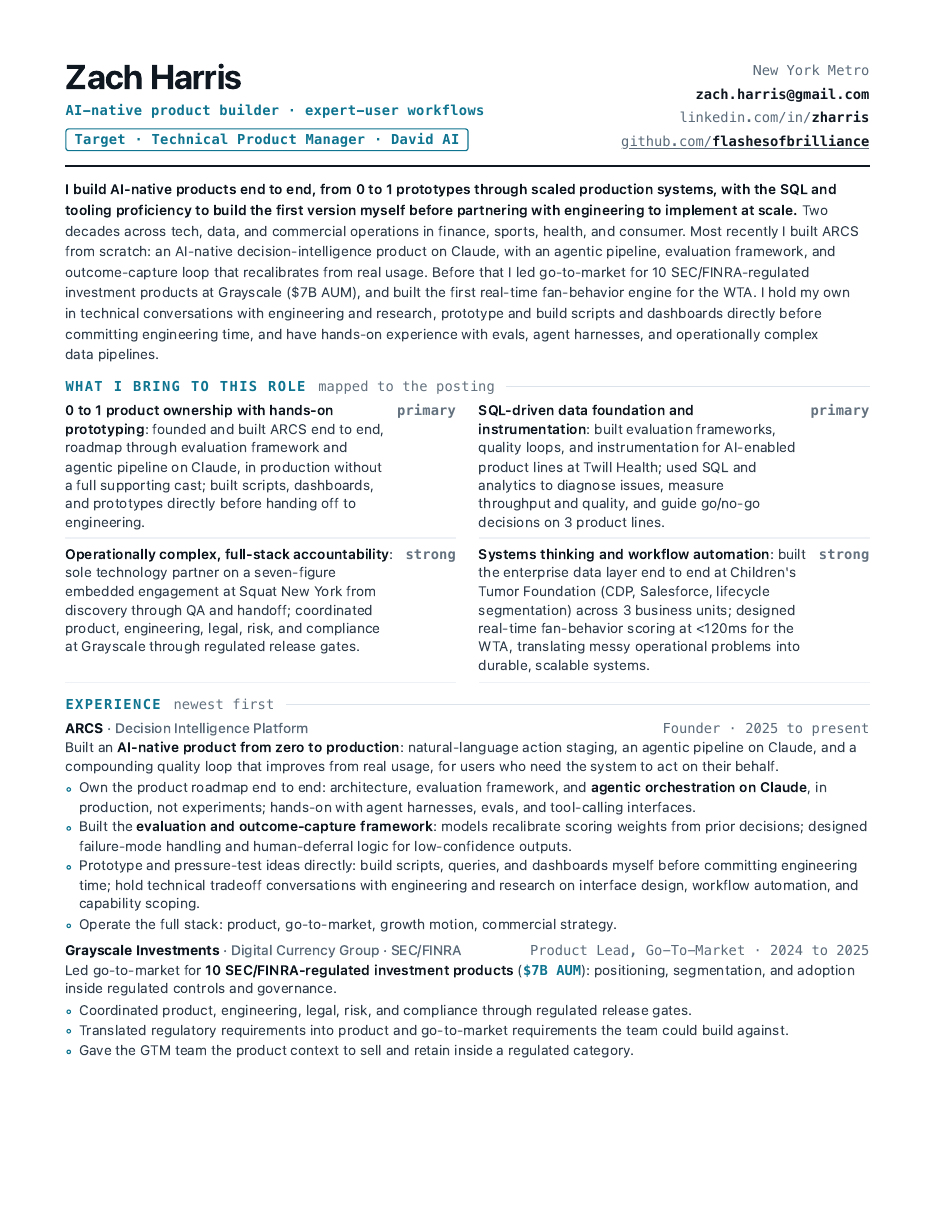 Zach Harris
AI-native product builder · expert-user workflows
Target · Technical Product Manager · David AI
New York Metro
zach.harris@gmail.com
linkedin.com/in/zharris
github.com/flashesofbrilliance
I build AI-native products end to end, from 0 to 1 prototypes through scaled production systems, with the SQL and
tooling proficiency to build the first version myself before partnering with engineering to implement at scale. Two
decades across tech, data, and commercial operations in finance, sports, health, and consumer. Most recently I built ARCS
from scratch: an AI-native decision-intelligence product on Claude, with an agentic pipeline, evaluation framework, and
outcome-capture loop that recalibrates from real usage. Before that I led go-to-market for 10 SEC/FINRA-regulated
investment products at Grayscale ($7B AUM), and built the first real-time fan-behavior engine for the WTA. I hold my own
in technical conversations with engineering and research, prototype and build scripts and dashboards directly before
committing engineering time, and have hands-on experience with evals, agent harnesses, and operationally complex
data pipelines.
WHAT I BRING TO THIS ROLE mapped to the posting
0 to 1 product ownership with hands-on primary
prototyping: founded and built ARCS end to end,
roadmap through evaluation framework and
agentic pipeline on Claude, in production without
a full supporting cast; built scripts, dashboards,
and prototypes directly before handing off to
engineering.
SQL-driven data foundation and primary
instrumentation: built evaluation frameworks,
quality loops, and instrumentation for AI-enabled
product lines at Twill Health; used SQL and
analytics to diagnose issues, measure
throughput and quality, and guide go/no-go
decisions on 3 product lines.
Operationally complex, full-stack accountability: strong
sole technology partner on a seven-figure
embedded engagement at Squat New York from
discovery through QA and handoff; coordinated
product, engineering, legal, risk, and compliance
at Grayscale through regulated release gates.
Systems thinking and workflow automation: built strong
the enterprise data layer end to end at Children's
Tumor Foundation (CDP, Salesforce, lifecycle
segmentation) across 3 business units; designed
real-time fan-behavior scoring at <120ms for the
WTA, translating messy operational problems into
durable, scalable systems.
EXPERIENCE newest first
ARCS · Decision Intelligence Platform Founder · 2025 to present
Built an AI-native product from zero to production: natural-language action staging, an agentic pipeline on Claude, and a
compounding quality loop that improves from real usage, for users who need the system to act on their behalf.
Own the product roadmap end to end: architecture, evaluation framework, and agentic orchestration on Claude, in
production, not experiments; hands-on with agent harnesses, evals, and tool-calling interfaces.
Built the evaluation and outcome-capture framework: models recalibrate scoring weights from prior decisions; designed
failure-mode handling and human-deferral logic for low-confidence outputs.
Prototype and pressure-test ideas directly: build scripts, queries, and dashboards myself before committing engineering
time; hold technical tradeoff conversations with engineering and research on interface design, workflow automation, and
capability scoping.
Operate the full stack: product, go-to-market, growth motion, commercial strategy.
Grayscale Investments · Digital Currency Group · SEC/FINRA Product Lead, Go-To-Market · 2024 to 2025
Led go-to-market for 10 SEC/FINRA-regulated investment products ($7B AUM): positioning, segmentation, and adoption
inside regulated controls and governance.
Coordinated product, engineering, legal, risk, and compliance through regulated release gates.
Translated regulatory requirements into product and go-to-market requirements the team could build against.
Gave the GTM team the product context to sell and retain inside a regulated category.